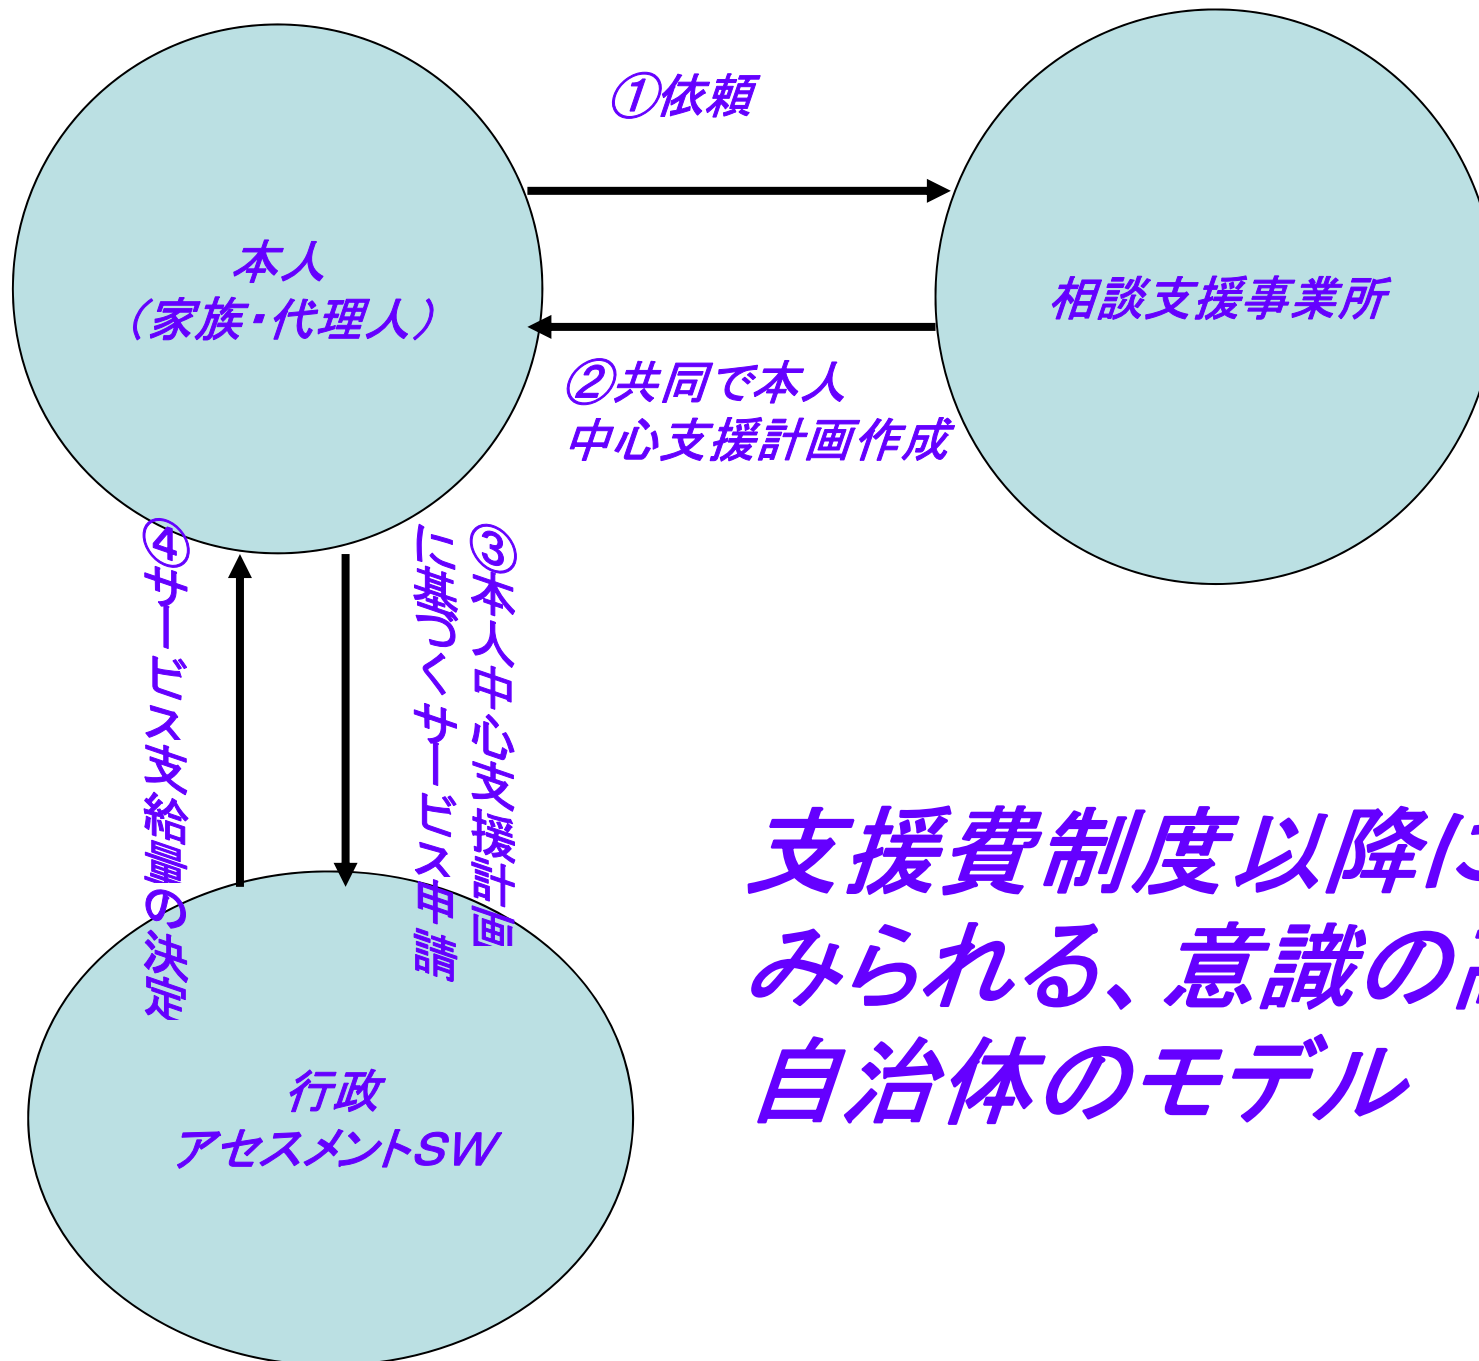 ①依頼
本人
（家族・代理人）
相談支援事業所
②共同で本人
中心支援計画作成
③本人中心支援計画
に基づくサービス申請
④サービス支給量の決定
支援費制度以降に
みられる、意識の高
自治体のモデル
行政
アセスメントSW